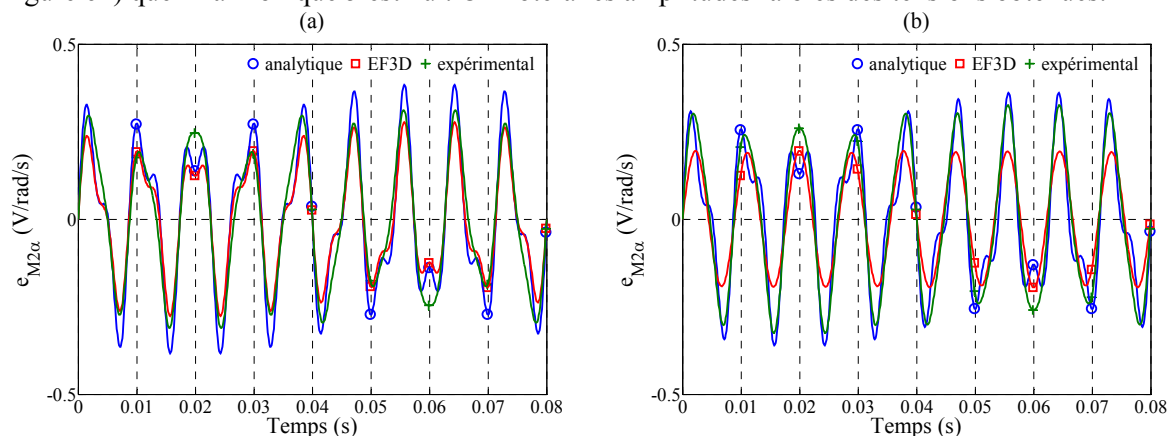 (a) (b)
0.5 0.5
analytique EF3D expérimental analytique EF3D expérimental
e_M2α (V/rad/s) e_M2α (V/rad/s)
0 0
-0.5 -0.5
0 0.01 0.02 0.03 0.04 0.05 0.06 0.07 0.08 0 0.01 0.02 0.03 0.04 0.05 0.06 0.07 0.08
Temps (s) Temps (s)